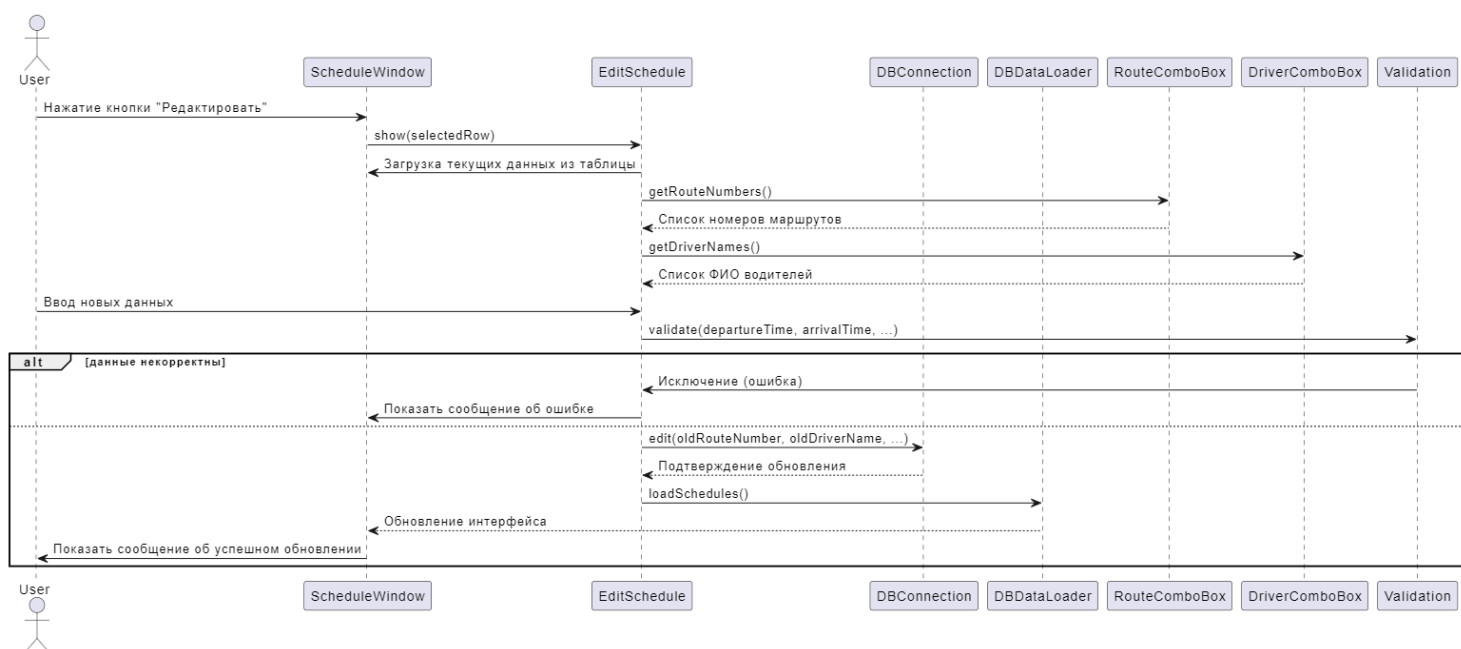 User
ScheduleWindow
EditSchedule
DBConnection
DBDataLoader
RouteComboBox
DriverComboBox
Validation
Нажатие кнопки "Редактировать"
show(selectedRow)
Загрузка текущих данных из таблицы
getRouteNumbers()
Список номеров маршрутов
getDriverNames()
Список ФИО водителей
Ввод новых данных
validate(departureTime, arrivalTime, ...)
alt
[данные некорректны]
Исключение (ошибка)
Показать сообщение об ошибке
edit(oldRouteNumber, oldDriverName, ...)
Подтверждение обновления
loadSchedules()
Обновление интерфейса
Показать сообщение об успешном обновлении
User
ScheduleWindow
EditSchedule
DBConnection
DBDataLoader
RouteComboBox
DriverComboBox
Validation